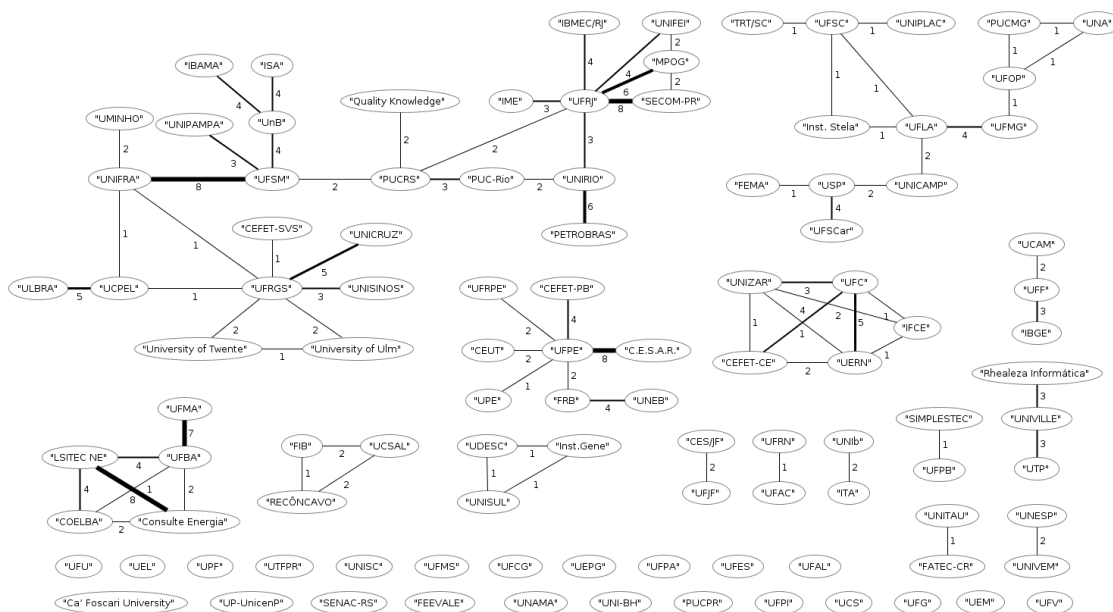 "IBMEC/RJ" "UNIFEI" "TRT/SC" 1 "UFSC" 1 "UNIPLAC" "PUCMG" 1 "UNA"
2
"IBAMA" "ISA" 4 4 "MPOG" 1 1
4 6 2 "UFOP"
4 4 "Quality Knowledge" "IME" 3 "UFRJ" 8 "SECOM-PR" 1 1 1
"UMINHO" "UNIPAMPA" "UnB" "Inst. Stela" 1 "UFLA" 4 "UFMG"
2 3 4 2 2 3 2
"UNIFRA" 8 "UFSM" 2 "PUCRS" 3 "PUC-Rio" 2 "UNIRIO" "FEMA" 1 "USP" 2 "UNICAMP"
6 4
1 1 "CEFET-SVS" "UNICRUZ" "PETROBRAS" "UFSCar"
1 5 "UCAM"
2
"ULBRA" 5 "UCPEL" 1 "UFRGS" 3 "UNISINOS" "UFRPE" "CEFET-PB" "UNIZAR" 3 "UFC" "UFF"
2 2 2 4 1 4 1 2 5 1 "IFCE" 3
"University of Twente" 1 "University of Ulm" "CEUT" 2 "UFPE" 8 "C.E.S.A.R." 1 "IBGE"
1 2 "CEFET-CE" 2 "UERN" "Rhealeza Informática"
"UPE" "FRB" 4 "UNEB" 3
"UFMA" "SIMPLESTEC" "UNIVILLE"
7 1 3
"LSITEC NE" 4 "UFBA" "FIB" 2 "UCSAL" "UDESC" 1 "Inst.Gene" "CES/JF" "UFRN" "UNIb" "UFPB" "UTP"
4 8 1 2 1 2 1 1 2 1 2
"COELBA" 2 "Consulte Energia" "RECÔNCAVO" "UNISUL" "UFJF" "UFAC" "ITA"
"UNITAU" "UNESP"
1 2
"UFU" "UEL" "UPF" "UTFPR" "UNISC" "UFMS" "UFCG" "UEPG" "UFPA" "UFES" "UFAL" "FATEC-CR" "UNIVEM"
"Ca' Foscari University" "UP-UnicenP" "SENAC-RS" "FEEVALE" "UNAMA" "UNI-BH" "PUCPR" "UFPI" "UCS" "UFG" "UEM" "UFV"